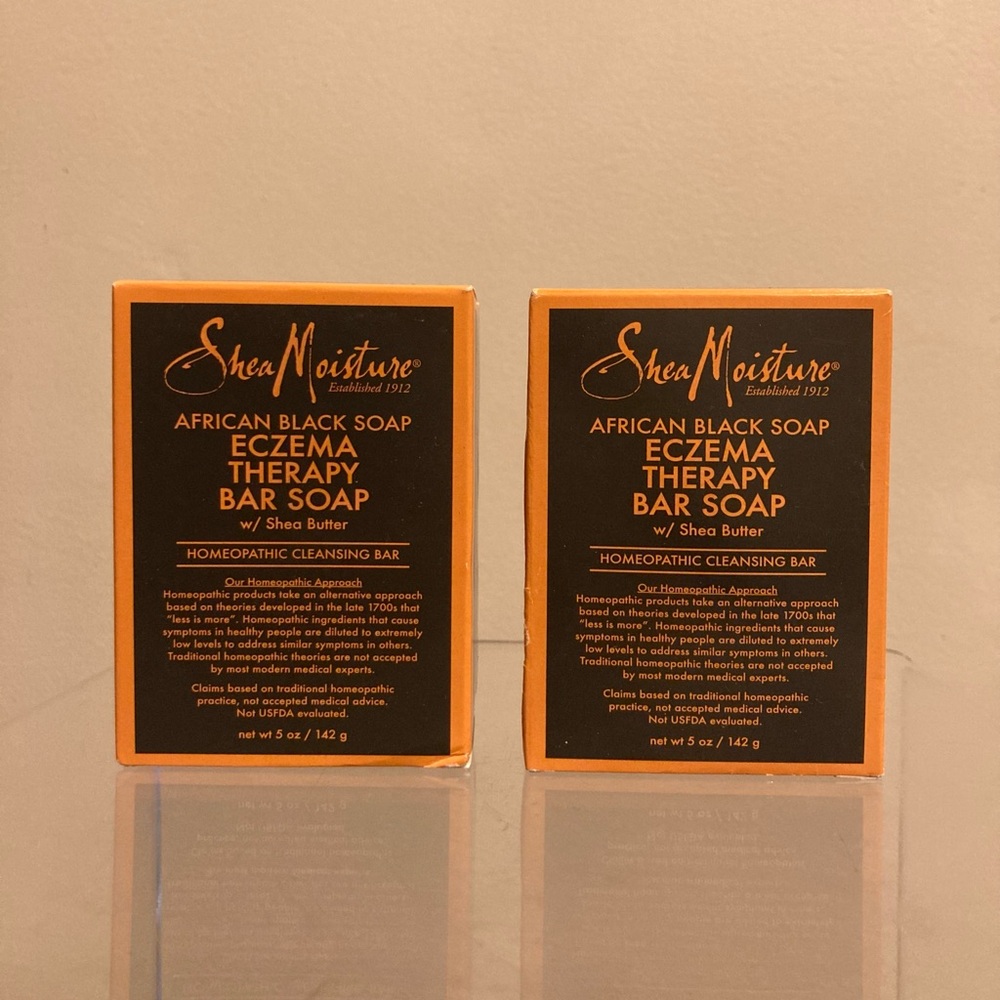 SheaMoisture®
Established 1912
AFRICAN BLACK SOAP
ECZEMA
THERAPY
BAR SOAP
w/ Shea Butter
HOMEOPATHIC CLEANSING BAR
Our Homeopathic Approach
Homeopathic products take an alternative approach
based on theories developed in the late 1700s that
“less is more”. Homeopathic ingredients that cause
symptoms in healthy people are diluted to extremely
low levels to address similar symptoms in others.
Traditional homeopathic theories are not accepted
by most modern medical experts.
Claims based on traditional homeopathic
practice, not accepted medical advice.
Not USFDA evaluated.
net wt 5 oz / 142 g
SheaMoisture®
Established 1912
AFRICAN BLACK SOAP
ECZEMA
THERAPY
BAR SOAP
w/ Shea Butter
HOMEOPATHIC CLEANSING BAR
Our Homeopathic Approach
Homeopathic products take an alternative approach
based on theories developed in the late 1700s that
“less is more”. Homeopathic ingredients that cause
symptoms in healthy people are diluted to extremely
low levels to address similar symptoms in others.
Traditional homeopathic theories are not accepted
by most modern medical experts.
Claims based on traditional homeopathic
practice, not accepted medical advice.
Not USFDA evaluated.
net wt 5 oz / 142 g